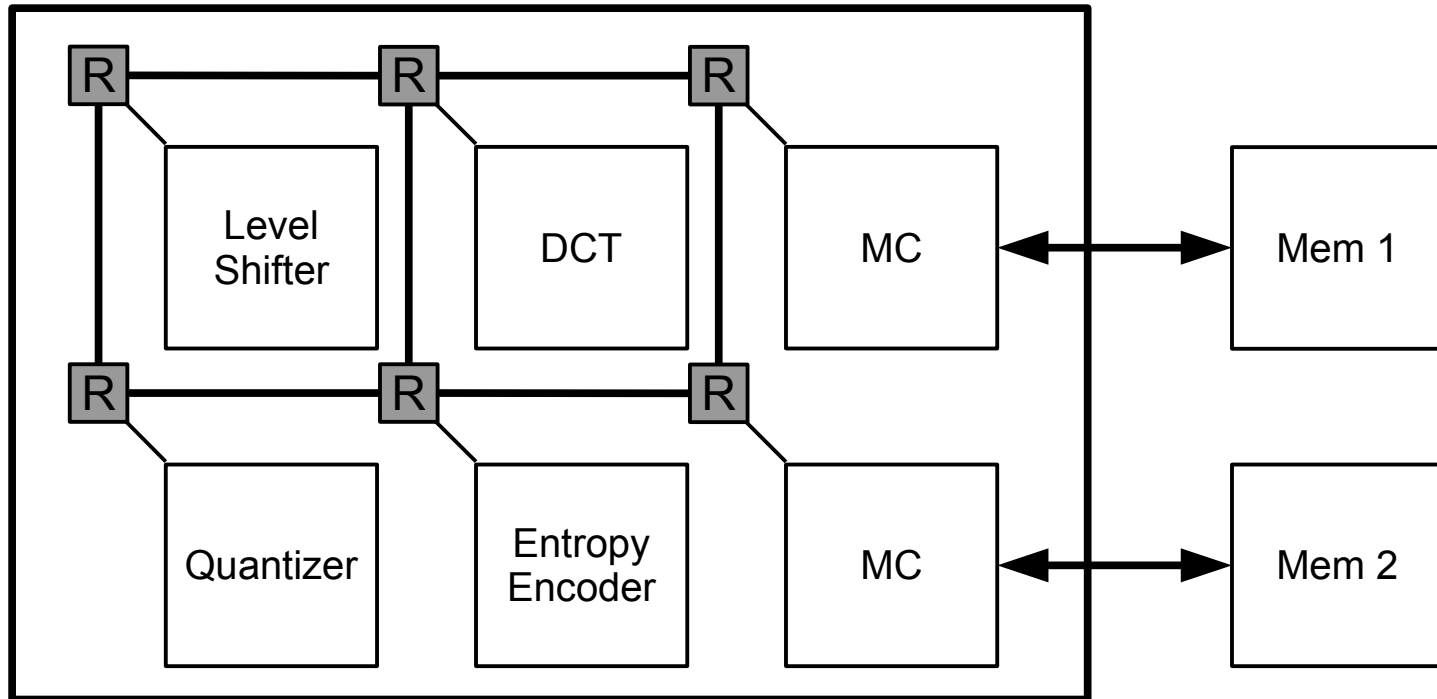 R
R
R
Level
Shifter
DCT
MC
Mem 1
R
R
R
Quantizer
Entropy
Encoder
MC
Mem 2